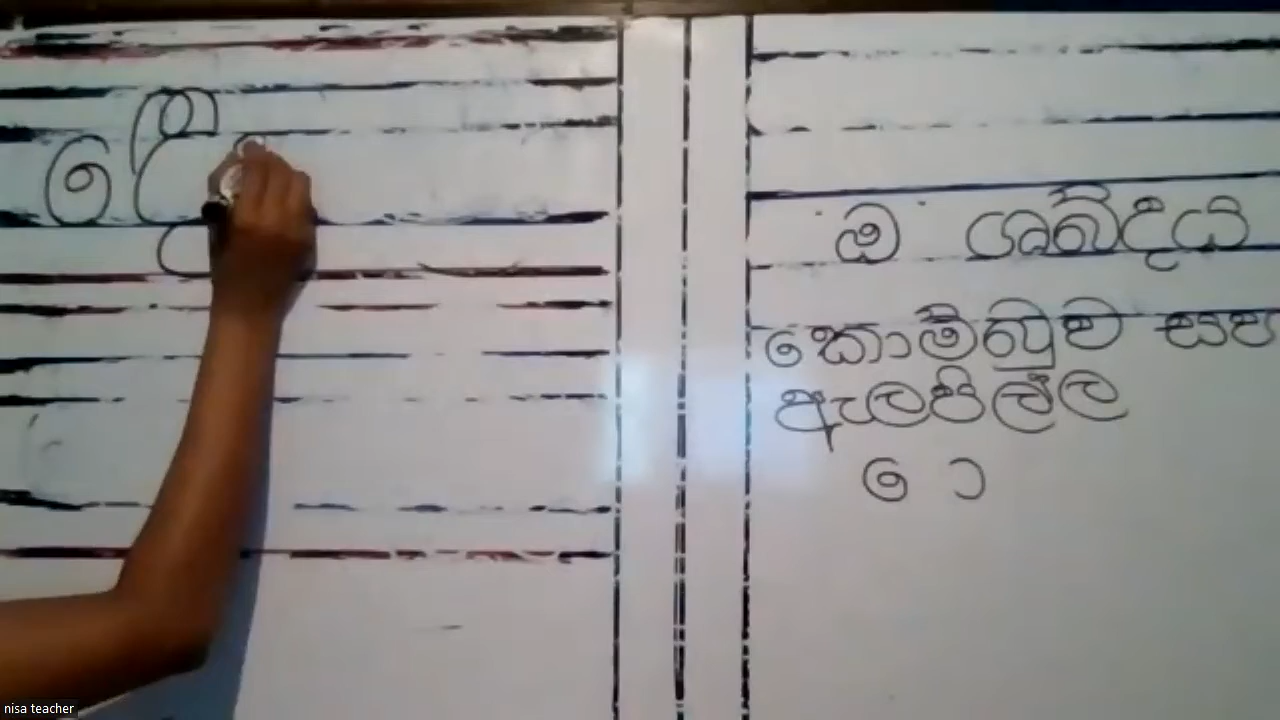 ඔ ශබ්දය
කොම්බුව සහ
ඇලපිල්ල
ෙ ා
nisa teacher